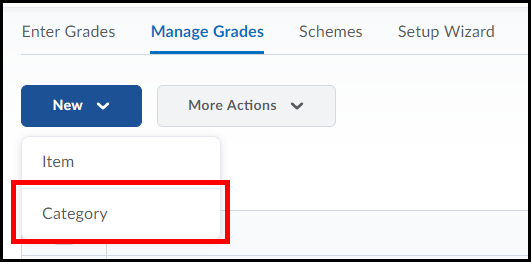 Enter Grades Manage Grades Schemes Setup Wizard
New More Actions
Item
Category